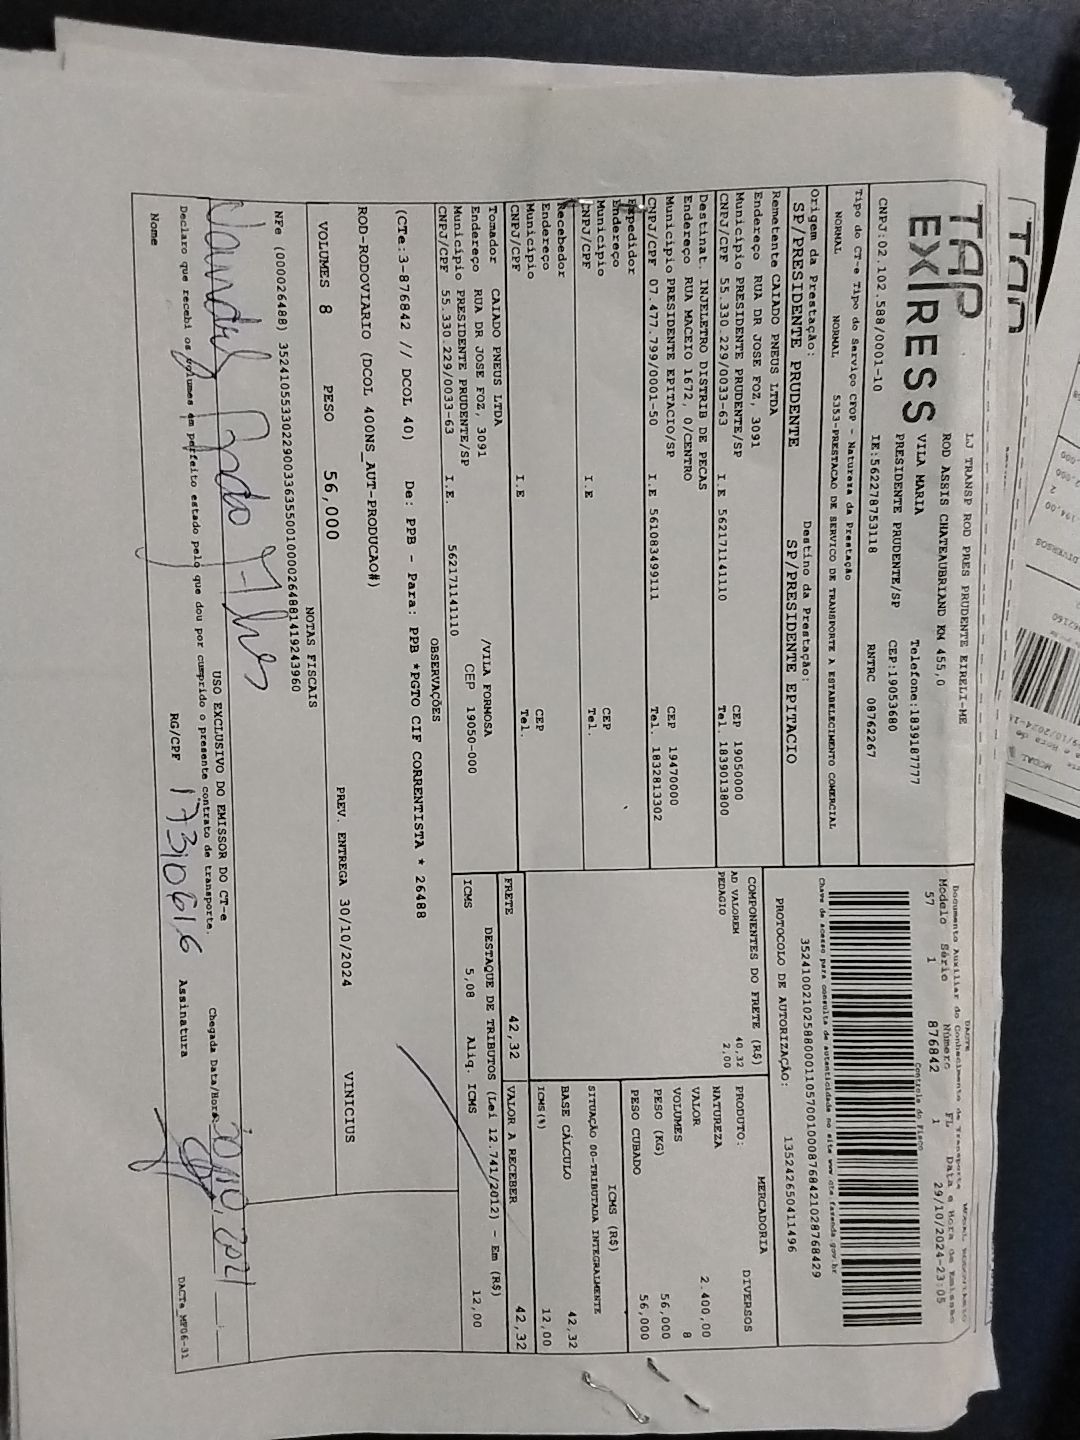 TAP
EXPRESS
LJ TRANSP ROD PRES PRUDENTE EIRELI-ME
ROD ASSIS CHATEAUBRIAND KM 455,0
VILA MARIA Telefone:1839187777
PRESIDENTE PRUDENTE/SP CEP:19053680
CNPJ:02.102.588/0001-10 IE:562278753118 RNTRC 08762267
Tipo do CT-e Tipo do Serviço CFOP - Natureza da Prestação
NORMAL NORMAL 5353-PRESTACAO DE SERVICO DE TRANSPORTE A ESTABELECIMENTO COMERCIAL
Origem da Prestação: Destino da Prestação:
SP/PRESIDENTE PRUDENTE SP/PRESIDENTE EPITACIO
Remetente CAIADO PNEUS LTDA
Endereço RUA DR JOSE FOZ, 3091
Município PRESIDENTE PRUDENTE/SP CEP 19050000
CNPJ/CPF 55.330.229/0033-63 I.E 562171141110 Tel. 1839013800
Destinat. INJELETRO DISTRIB DE PECAS
Endereço RUA MACEIO 1672, 0/CENTRO
Município PRESIDENTE EPITACIO/SP CEP 19470000
CNPJ/CPF 07.477.799/0001-50 I.E 561083499111 Tel. 1832813302
Expedidor
Endereço
Município CEP
CNPJ/CPF I.E Tel.
Recebedor
Endereço
Município CEP
CNPJ/CPF I.E Tel.
Tomador CAIADO PNEUS LTDA
Endereço RUA DR JOSE FOZ, 3091 /VILA FORMOSA
Município PRESIDENTE PRUDENTE/SP CEP 19050-000
CNPJ/CPF 55.330.229/0033-63 I.E. 562171141110
DACTE
Documento Auxiliar do Conhecimento de Transporte
Modelo Série Número FL Data e Hora de Emissão
57 1 876842 1 29/10/2024-23:05
Controle do Fisco
Chave de acesso para consulta de autenticidade no site www.cte.fazenda.gov.br
35241002102588000110570010008768421028768429
PROTOCOLO DE AUTORIZAÇÃO: 135242650411496
COMPONENTES DO FRETE (R$)
AD VALOREM 40,32
PEDAGIO 2,00
MERCADORIA
PRODUTO: DIVERSOS
NATUREZA
VALOR 2.400,00
VOLUMES 8
PESO (KG) 56,000
PESO CUBADO 56,000
ICMS (R$)
SITUAÇÃO 00-TRIBUTADA INTEGRALMENTE
BASE CÁLCULO 42,32
ICMS(%) 12,00
FRETE 42,32 VALOR A RECEBER 42,32
DESTAQUE DE TRIBUTOS (Lei 12.741/2012) - Em (R$)
ICMS 5,08 Aliq. ICMS 12,00
OBSERVAÇÕES
(CTe:3-876842 // DCOL 40) De: PPB - Para: PPB *PGTO CIF CORRENTISTA * 26488
ROD-RODOVIARIO (DCOL 400NS_AUT-PRODUCAO#)
VOLUMES 8 PESO 56,000 PREV. ENTREGA 30/10/2024 VINICIUS
NOTAS FISCAIS
NFe (000026488) 35241055330229003363550010000264881419243960
USO EXCLUSIVO DO EMISSOR DO CT-e
Declaro que recebi os volumes em perfeito estado pelo que dou por cumprido o presente contrato de transporte.
Chegada Data/Hora
Nome RG/CPF Assinatura
DACTe_MF06-31